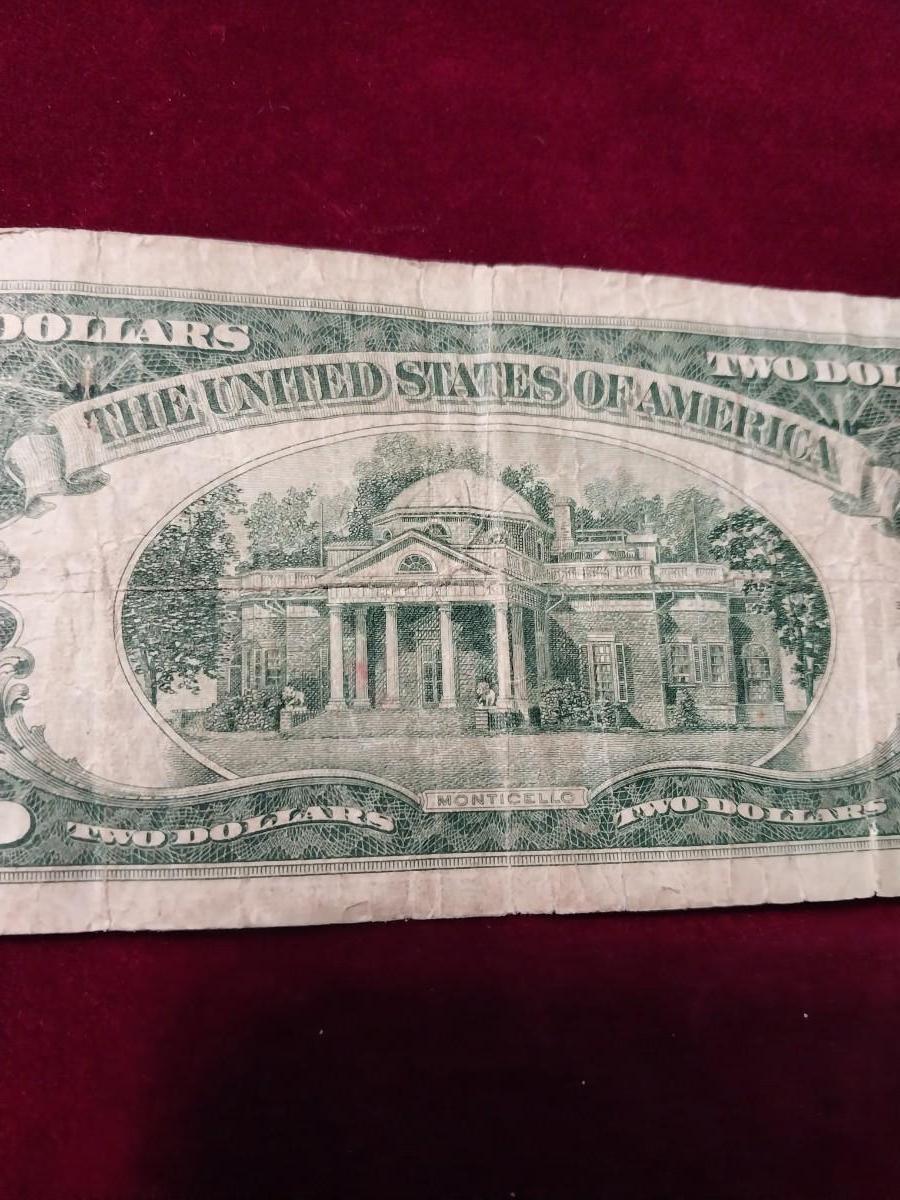 DOLLARS
TWO DOL
THE UNITED STATES OF AMERICA
MONTICELLO
TWO DOLLARS
TWO DOLLARS